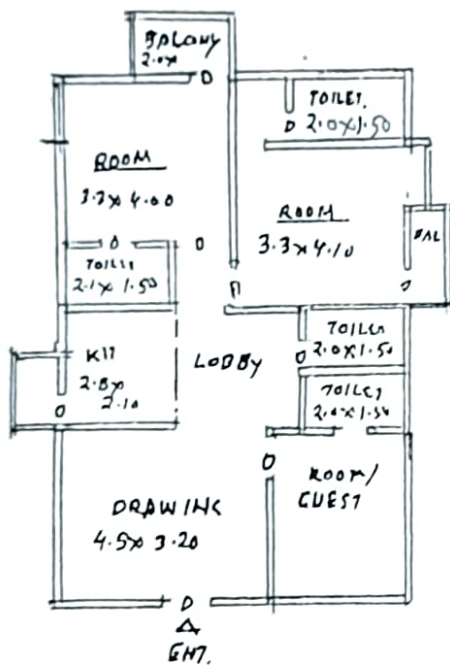 BALCONY
2.0X
D
TOILET.
D 2.0X1.50
ROOM
3.3X4.00
ROOM
3.3X4.10
BAL
D
D
TOILET
2.1X1.50
D
D
TOILET
2.0X1.50
D
KIT
2.8X
2.10
D
LOBBY
TOILET
2.0X1.50
D
ROOM/
GUEST
DRAWING
4.5X3.20
D
ENT.